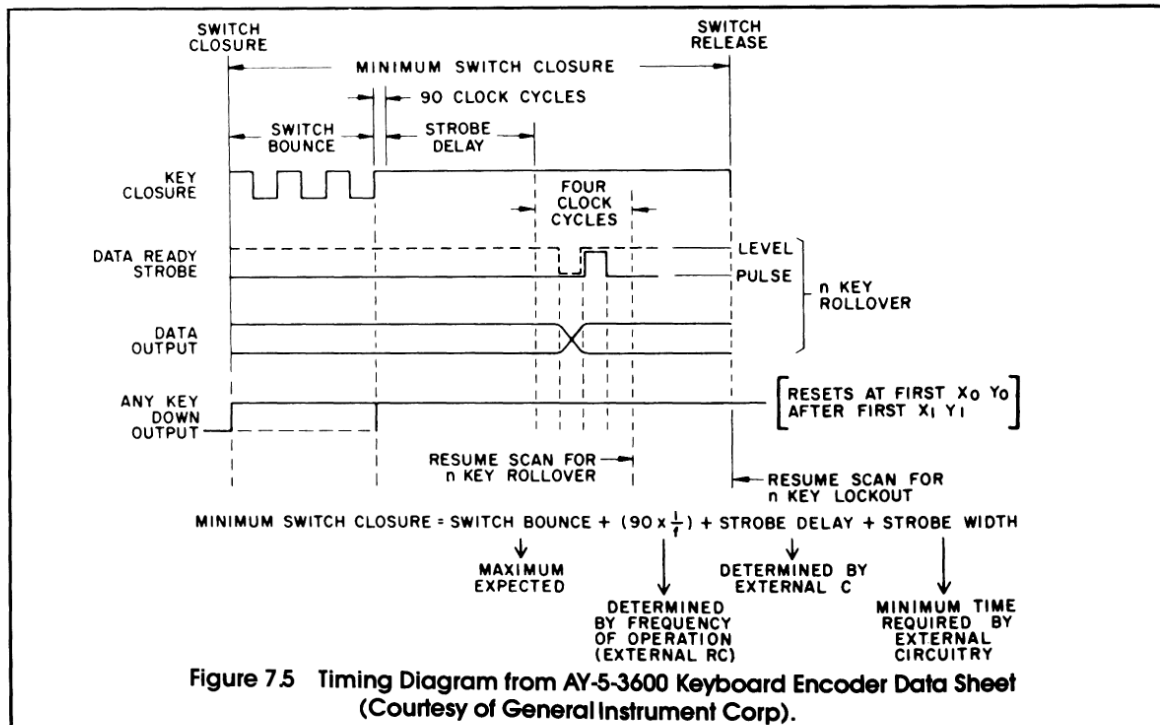 SWITCH CLOSURE
SWITCH RELEASE
MINIMUM SWITCH CLOSURE
90 CLOCK CYCLES
SWITCH BOUNCE
STROBE DELAY
KEY CLOSURE
FOUR CLOCK CYCLES
DATA READY STROBE
LEVEL
PULSE
n KEY ROLLOVER
DATA OUTPUT
ANY KEY DOWN OUTPUT
[RESETS AT FIRST X0 Y0
AFTER FIRST X1 Y1]
RESUME SCAN FOR n KEY ROLLOVER
RESUME SCAN FOR n KEY LOCKOUT
MINIMUM SWITCH CLOSURE = SWITCH BOUNCE + (90 x 1/f) + STROBE DELAY + STROBE WIDTH
MAXIMUM EXPECTED
DETERMINED BY FREQUENCY OF OPERATION (EXTERNAL RC)
DETERMINED BY EXTERNAL C
MINIMUM TIME REQUIRED BY EXTERNAL CIRCUITRY
Figure 7.5 Timing Diagram from AY-5-3600 Keyboard Encoder Data Sheet
(Courtesy of General Instrument Corp).